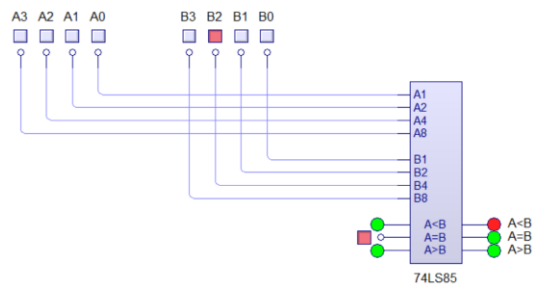 A3 A2 A1 A0 B3 B2 B1 B0
A1
A2
A4
A8
B1
B2
B4
B8
A<B A<B
A=B A=B
A>B A>B
74LS85